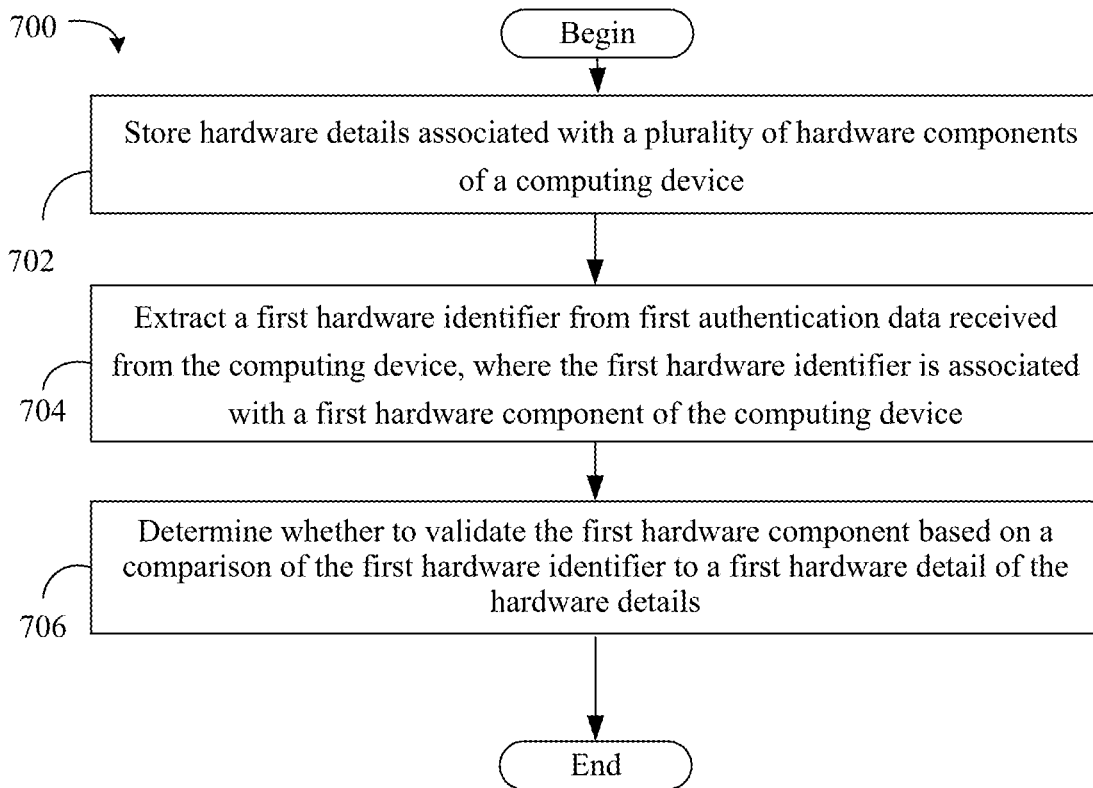 700
Begin
Store hardware details associated with a plurality of hardware components
of a computing device
702
Extract a first hardware identifier from first authentication data received
from the computing device, where the first hardware identifier is associated
with a first hardware component of the computing device
704
Determine whether to validate the first hardware component based on a
comparison of the first hardware identifier to a first hardware detail of the
hardware details
706
End